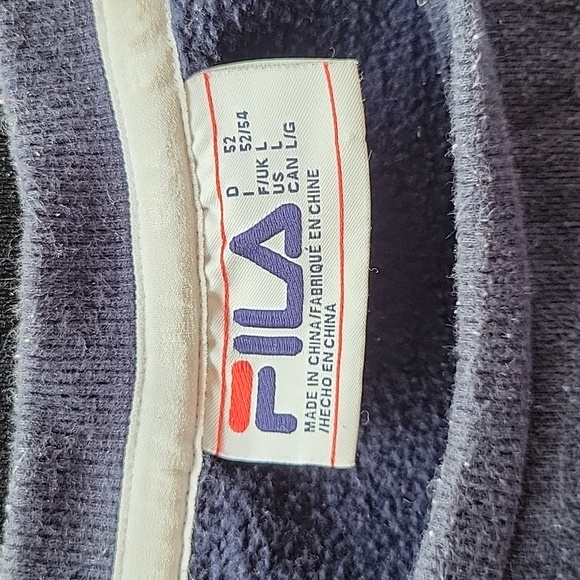 D 52
I 52/54
F/UK L
US L
CAN L/G
FILA
MADE IN CHINA/FABRIQUÉ EN CHINE
/HECHO EN CHINA